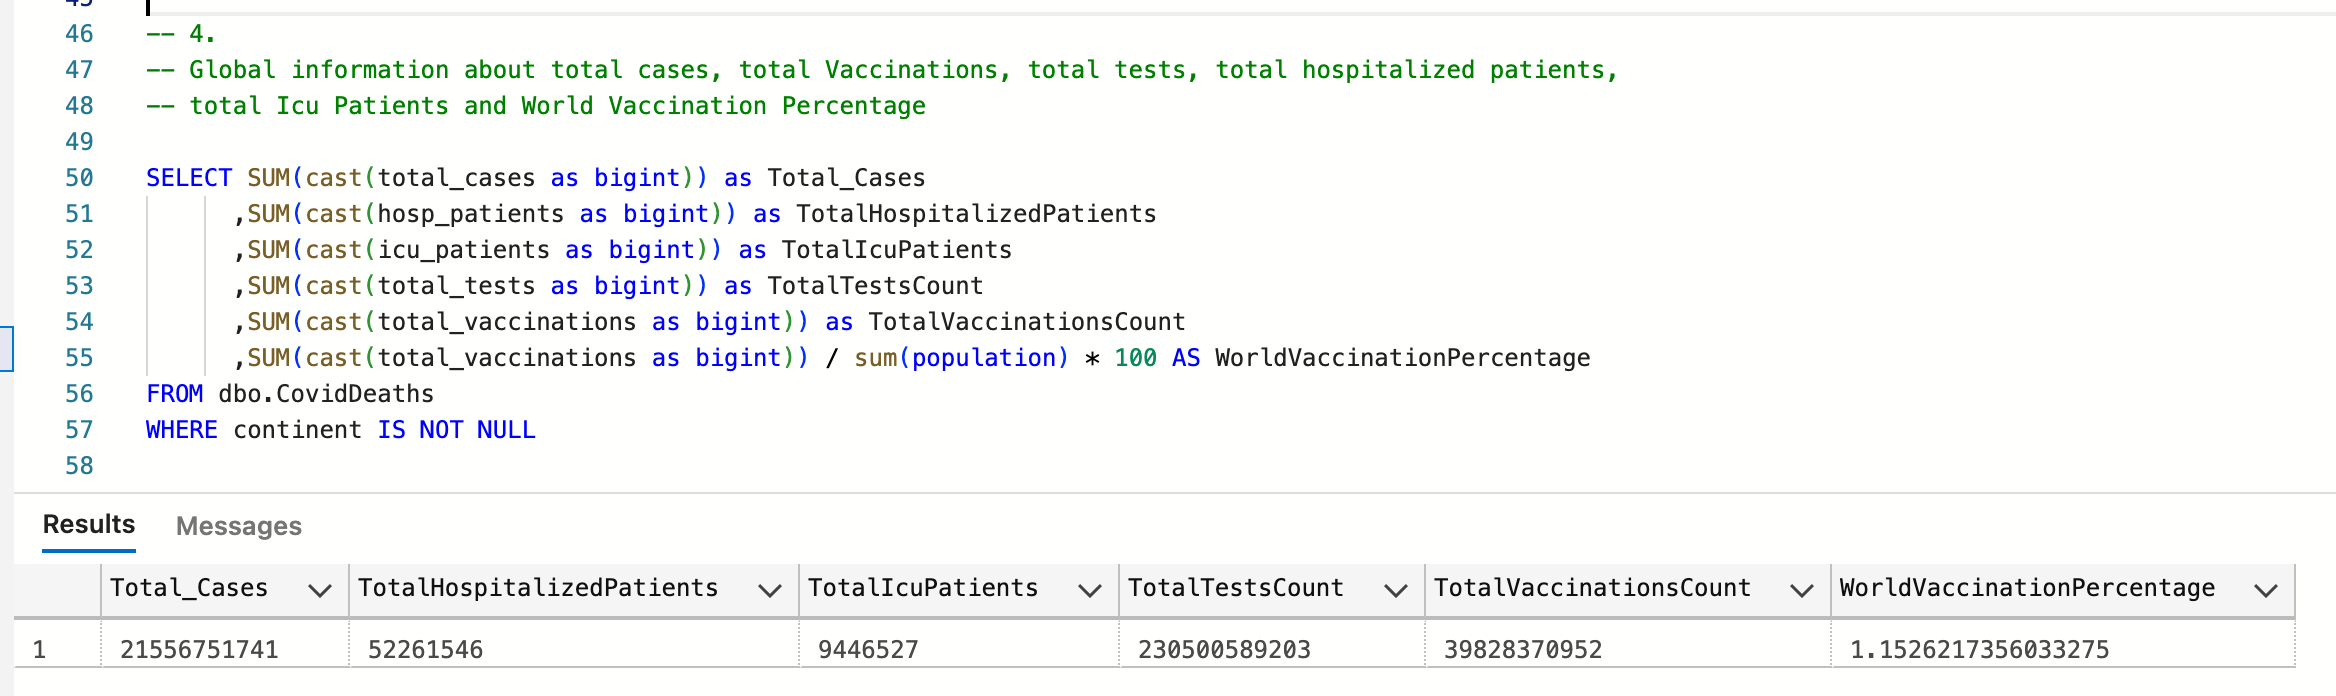 45
46 -- 4.
47 -- Global information about total cases, total Vaccinations, total tests, total hospitalized patients,
48 -- total Icu Patients and World Vaccination Percentage
49
50 SELECT SUM(cast(total_cases as bigint)) as Total_Cases
51 ,SUM(cast(hosp_patients as bigint)) as TotalHospitalizedPatients
52 ,SUM(cast(icu_patients as bigint)) as TotalIcuPatients
53 ,SUM(cast(total_tests as bigint)) as TotalTestsCount
54 ,SUM(cast(total_vaccinations as bigint)) as TotalVaccinationsCount
55 ,SUM(cast(total_vaccinations as bigint)) / sum(population) * 100 AS WorldVaccinationPercentage
56 FROM dbo.CovidDeaths
57 WHERE continent IS NOT NULL
58
Results Messages
Total_Cases TotalHospitalizedPatients TotalIcuPatients TotalTestsCount TotalVaccinationsCount WorldVaccinationPercentage
1 21556751741 52261546 9446527 230500589203 39828370952 1.1526217356033275